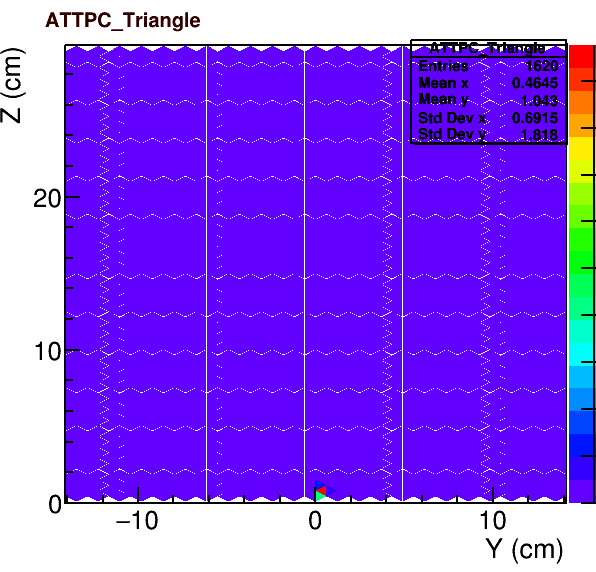 ATTPC_Triangle
Z (cm)
ATTPC_Triangle
Entries 1620
Mean x 0.4645
Mean y 1.043
Std Dev x 0.6915
Std Dev y 1.818
20
10
0
−10 0 10
Y (cm)